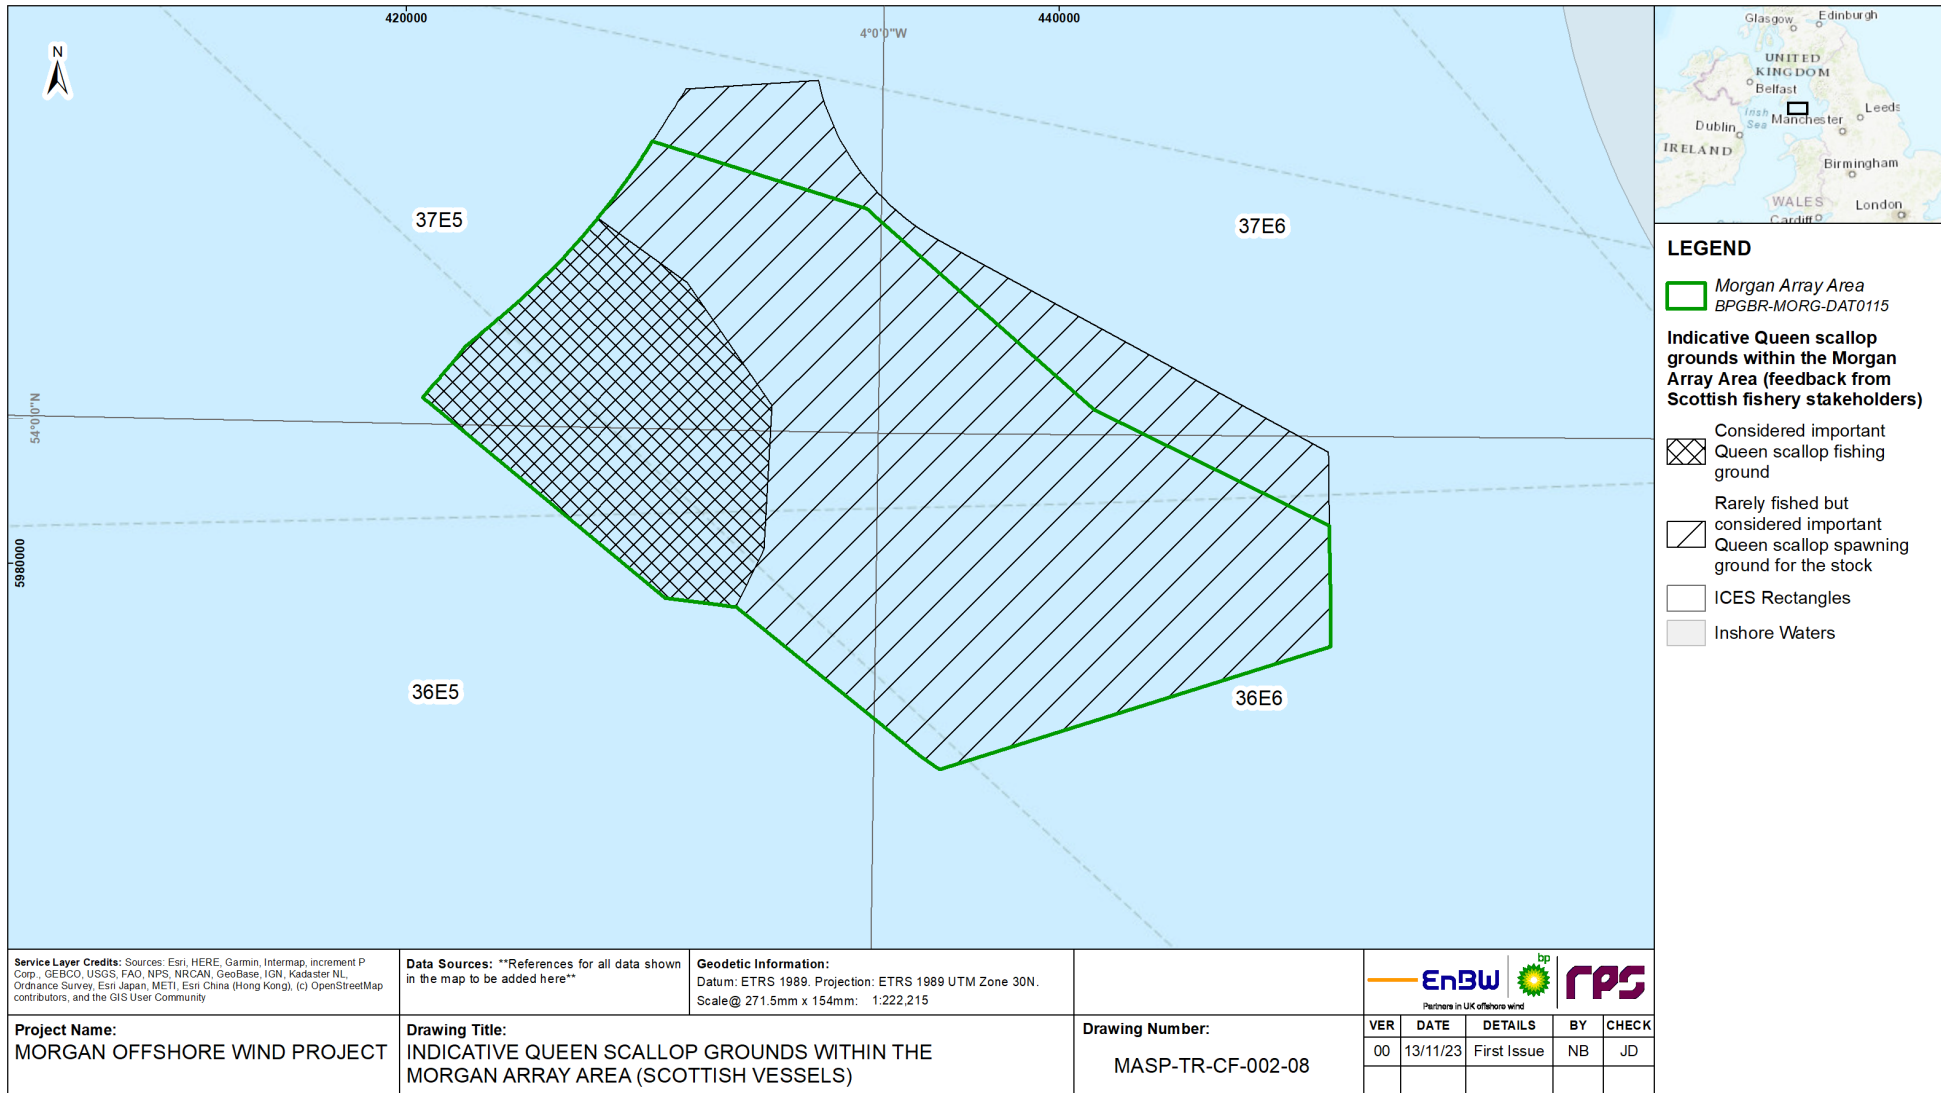 420000
440000
4°0'0"W
N
37E5
37E6
54°0'0"N
5980000
36E5
36E6
Glasgow
Edinburgh
UNITED
KINGDOM
Belfast
Irish
Sea
Manchester
Leeds
Dublin
IRELAND
Birmingham
WALES
London
Cardiff
LEGEND
Morgan Array Area
BPGBR-MORG-DAT0115
Indicative Queen scallop
grounds within the Morgan
Array Area (feedback from
Scottish fishery stakeholders)
Considered important
Queen scallop fishing
ground
Rarely fished but
considered important
Queen scallop spawning
ground for the stock
ICES Rectangles
Inshore Waters
Service Layer Credits: Sources: Esri, HERE, Garmin, Intermap, increment P
Corp., GEBCO, USGS, FAO, NPS, NRCAN, GeoBase, IGN, Kadaster NL,
Ordnance Survey, Esri Japan, METI, Esri China (Hong Kong), (c) OpenStreetMap
contributors, and the GIS User Community
Data Sources: **References for all data shown
in the map to be added here**
Geodetic Information:
Datum: ETRS 1989. Projection: ETRS 1989 UTM Zone 30N.
Scale@ 271.5mm x 154mm: 1:222,215
EnBW
bp
rps
Partners in UK offshore wind
Project Name:
MORGAN OFFSHORE WIND PROJECT
Drawing Title:
INDICATIVE QUEEN SCALLOP GROUNDS WITHIN THE
MORGAN ARRAY AREA (SCOTTISH VESSELS)
Drawing Number:
MASP-TR-CF-002-08
VER DATE DETAILS BY CHECK
00 13/11/23 First Issue NB JD